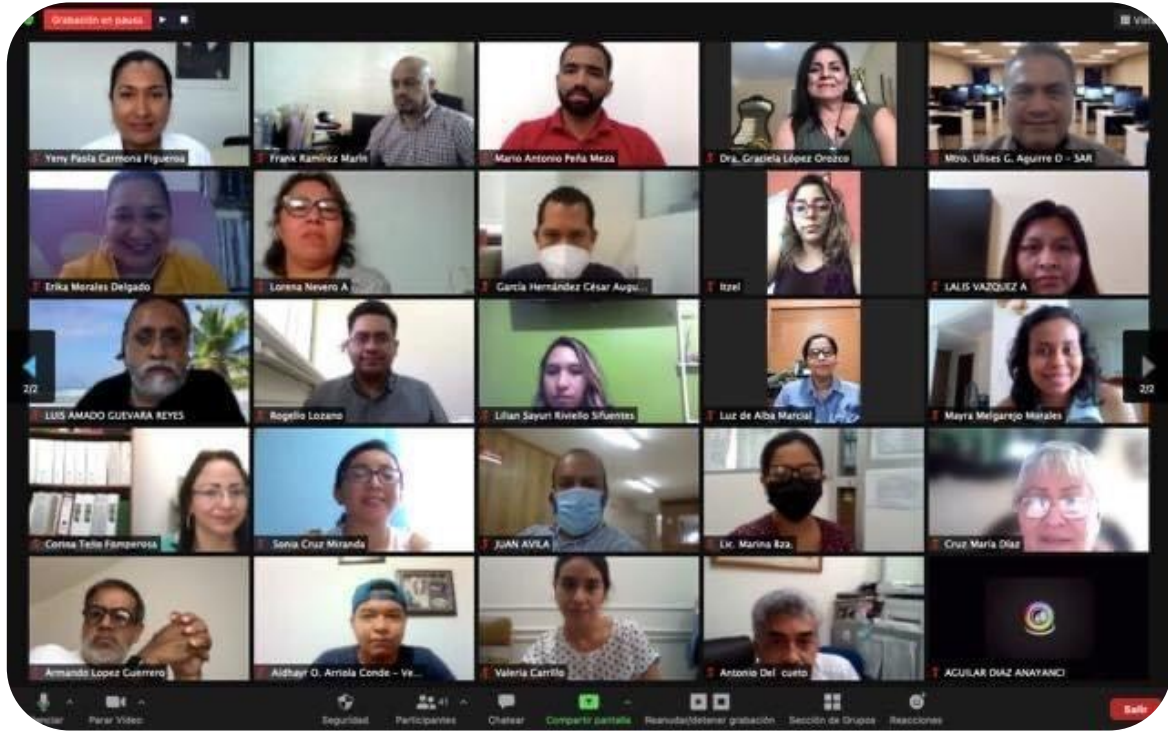 Grabación en pausa
Vista
Yeny Paola Carmona Figueroa
Frank Ramírez Marín
Mario Antonio Peña Meza
Dra. Graciela López Orozco
Mtro. Ulises G. Aguirre O - SAR
Erika Morales Delgado
Lorena Nevero A
García Hernández César Augu...
Itzel
LALIS VAZQUEZ A
2/2
LUIS AMADO GUEVARA REYES
Rogelio Lozano
Lilian Sayuri Riviello Sifuentes
Luz de Alba Marcial
Mayra Melgarejo Morales
2/2
Corina Teño Fomperosa
Sonia Cruz Miranda
JUAN AVILA
Lic. Marina Bza.
Cruz María Díaz
Armando Lopez Guerrero
Aidhayr O. Arriola Conde – Ve...
Valeria Carrillo
Antonio Del cueto
AGUILAR DIAZ ANAYANCI
Parar Video
Seguridad
Participantes
41
Chatear
Compartir pantalla
Reanudar/detener grabación
Sección de Grupos
Reacciones
Salir